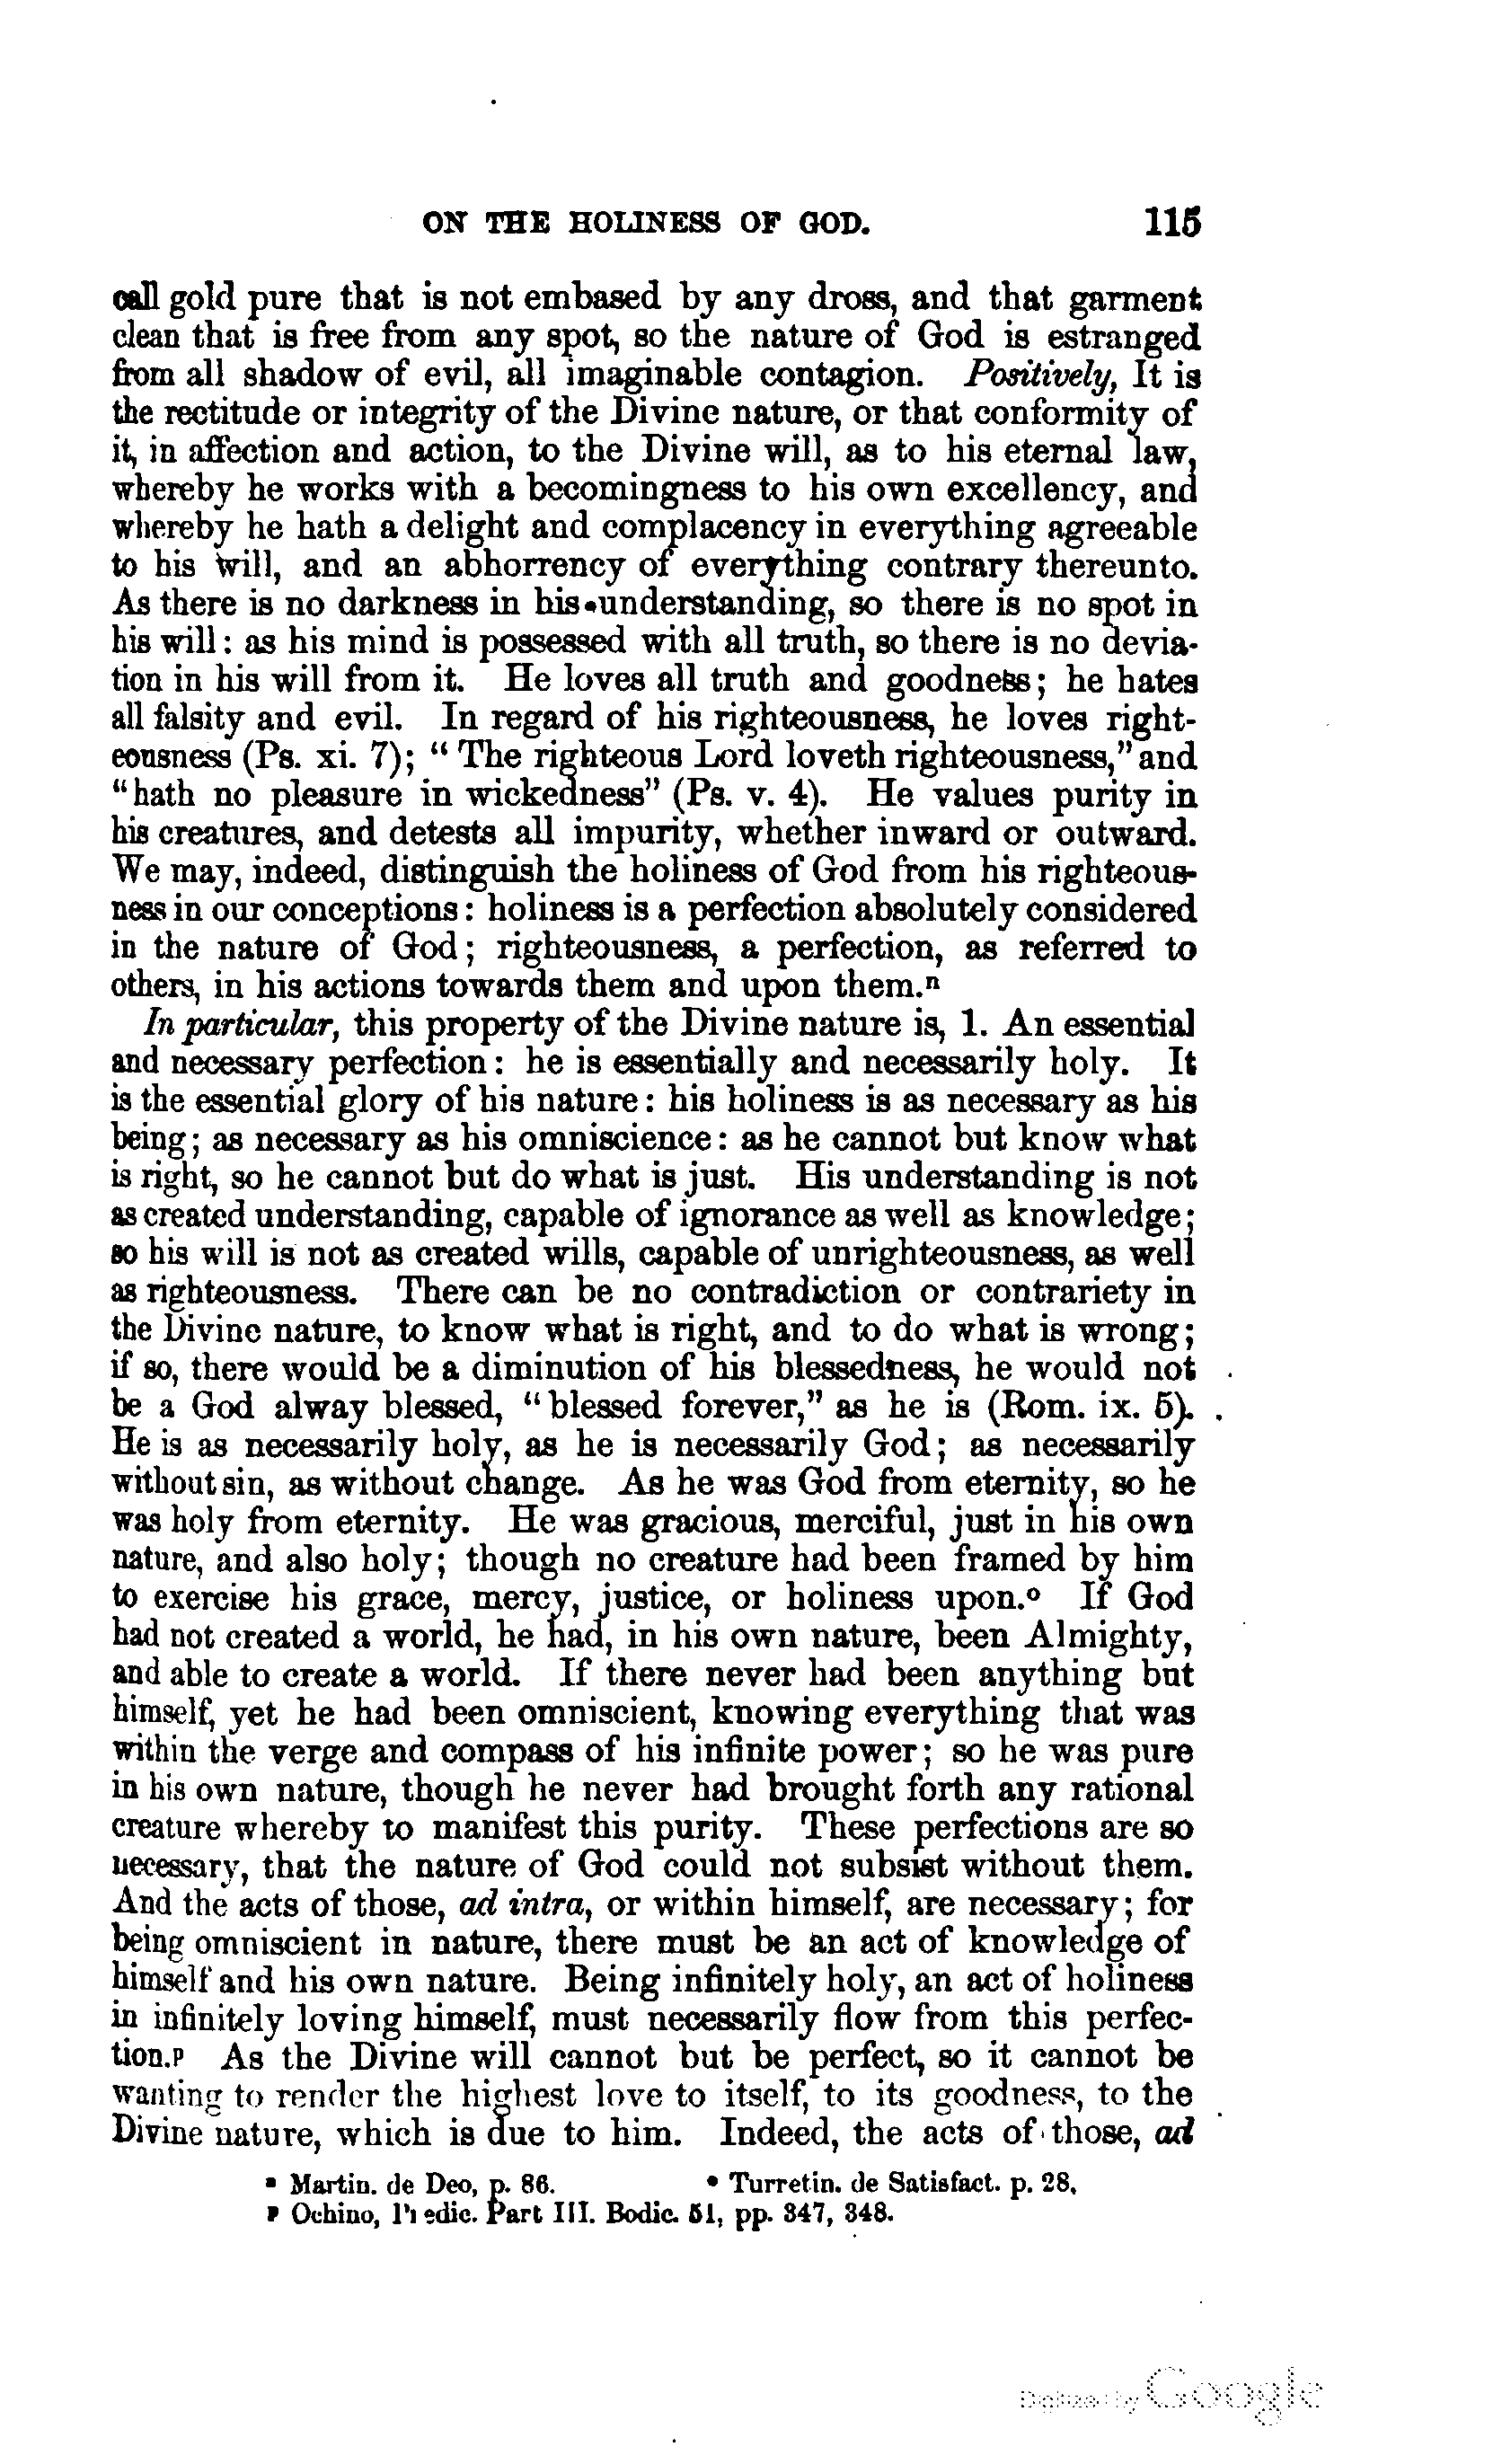 ON THE HOLINESS OF GOD. 115
call gold pure that is not embased by any dross, and that garment
clean that is free from any spot, so the nature of God is estranged
from all shadow of evil, all imaginable contagion. Positively, It is
the rectitude or integrity of the Divine nature, or that conformity of
it, in affection and action, to the Divine will, as to his eternal law,
whereby he works with a becomingness to his own excellency, and
whereby he hath a delight and complacency in everything agreeable
to his will, and an abhorrency of everything contrary thereunto.
As there is no darkness in his understanding, so there is no spot in
his will: as his mind is possessed with all truth, so there is no devia-
tion in his will from it. He loves all truth and goodness; he hates
all falsity and evil. In regard of his righteousness, he loves right-
eousness (Ps. xi. 7); "The righteous Lord loveth righteousness," and
"hath no pleasure in wickedness" (Ps. v. 4). He values purity in
his creatures, and detests all impurity, whether inward or outward.
We may, indeed, distinguish the holiness of God from his righteous-
ness in our conceptions: holiness is a perfection absolutely considered
in the nature of God; righteousness, a perfection, as referred to
others, in his actions towards them and upon them.ⁿ
In particular, this property of the Divine nature is, 1. An essential
and necessary perfection: he is essentially and necessarily holy. It
is the essential glory of his nature: his holiness is as necessary as his
being; as necessary as his omniscience: as he cannot but know what
is right, so he cannot but do what is just. His understanding is not
as created understanding, capable of ignorance as well as knowledge;
so his will is not as created wills, capable of unrighteousness, as well
as righteousness. There can be no contradiction or contrariety in
the Divine nature, to know what is right, and to do what is wrong;
if so, there would be a diminution of his blessedness, he would not
be a God alway blessed, "blessed forever," as he is (Rom. ix. 5).
He is as necessarily holy, as he is necessarily God; as necessarily
without sin, as without change. As he was God from eternity, so he
was holy from eternity. He was gracious, merciful, just in his own
nature, and also holy; though no creature had been framed by him
to exercise his grace, mercy, justice, or holiness upon.º If God
had not created a world, he had, in his own nature, been Almighty,
and able to create a world. If there never had been anything but
himself, yet he had been omniscient, knowing everything that was
within the verge and compass of his infinite power; so he was pure
in his own nature, though he never had brought forth any rational
creature whereby to manifest this purity. These perfections are so
necessary, that the nature of God could not subsist without them.
And the acts of those, ad intra, or within himself, are necessary; for
being omniscient in nature, there must be an act of knowledge of
himself and his own nature. Being infinitely holy, an act of holiness
in infinitely loving himself, must necessarily flow from this perfec-
tion.ᵖ As the Divine will cannot but be perfect, so it cannot be
wanting to render the highest love to itself, to its goodness, to the
Divine nature, which is due to him. Indeed, the acts of those, ad
ⁿ Martin. de Deo, p. 86. º Turretin. de Satisfact. p. 28.
ᵖ Ochino, Predic. Part III. Bodic. 51, pp. 347, 348.
Digitized by Google